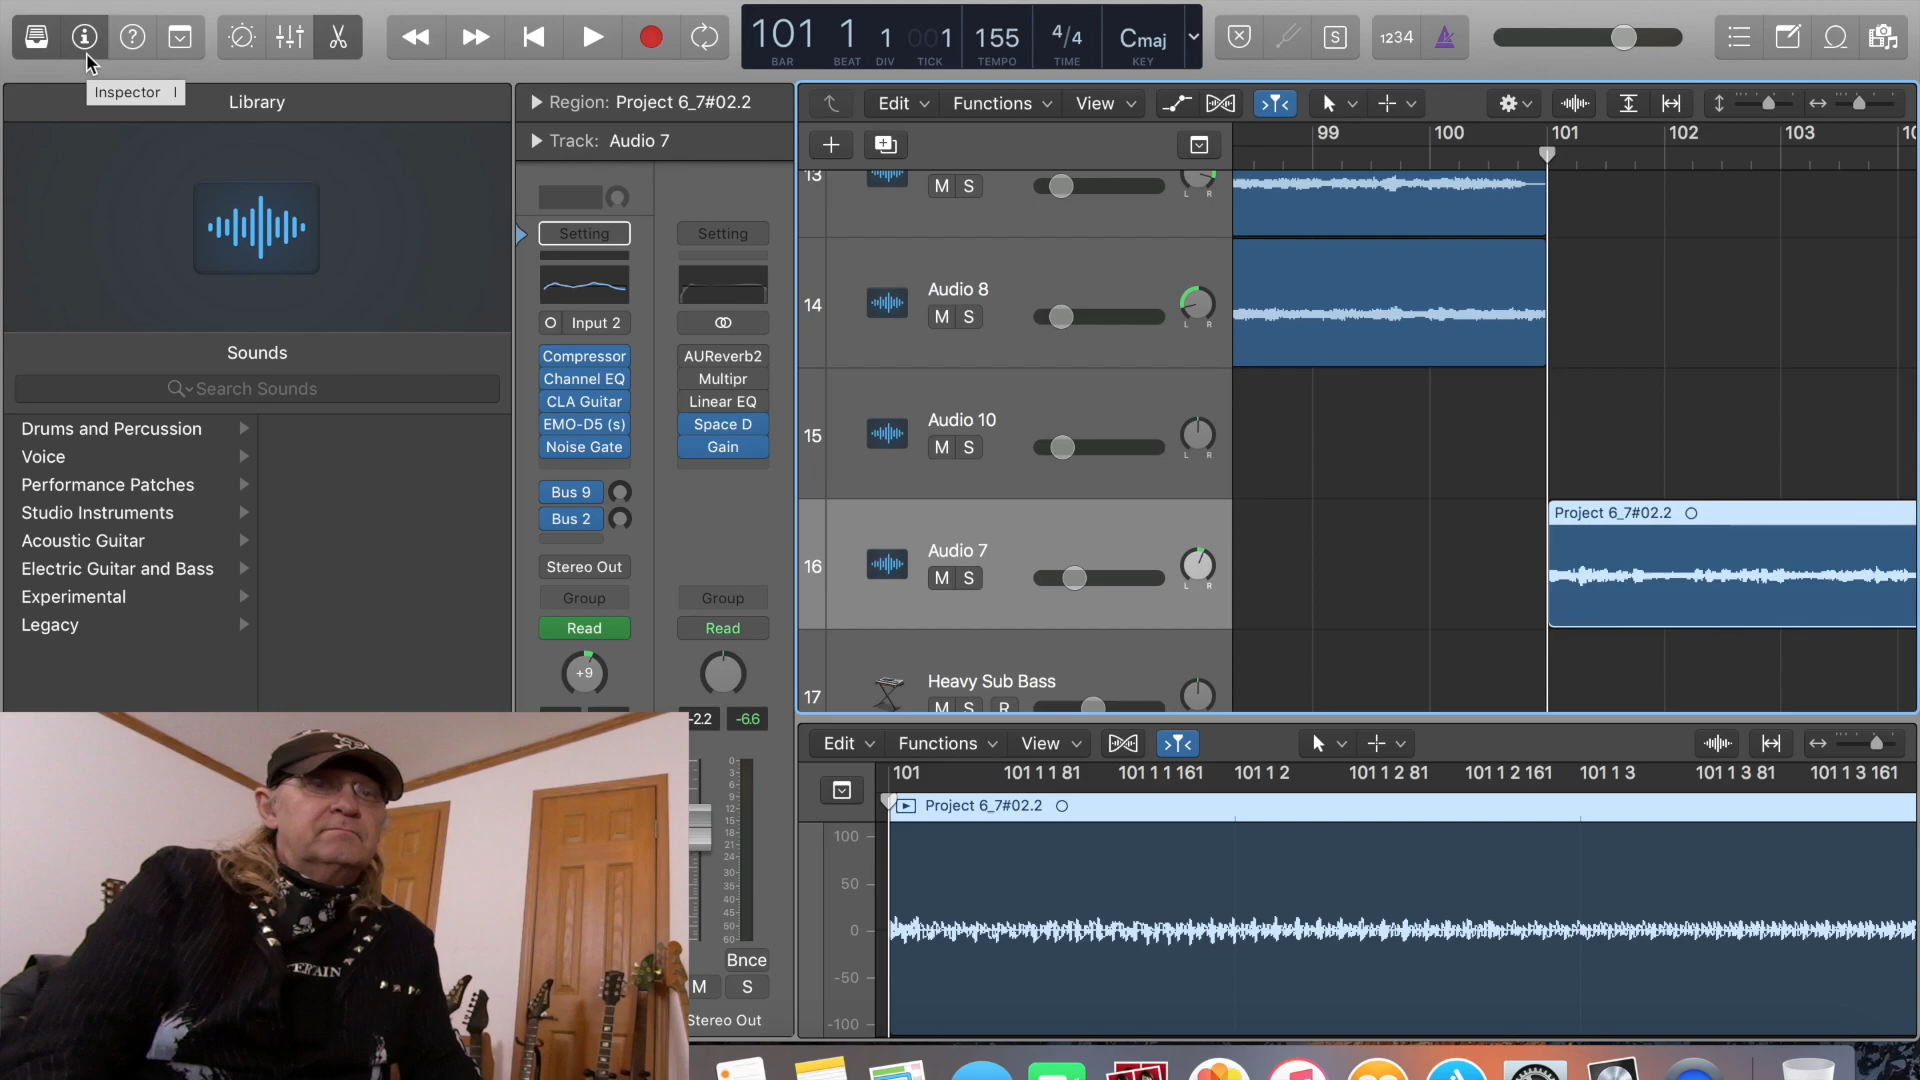 101 1 1 001 155 4/4 Cmaj
BAR BEAT DIV TICK TEMPO TIME KEY
1234
Inspector I
Library
Sounds
Search Sounds
Drums and Percussion
Voice
Performance Patches
Studio Instruments
Acoustic Guitar
Electric Guitar and Bass
Experimental
Legacy
Region: Project 6_7#02.2
Track: Audio 7
Setting
Setting
Input 2
Compressor
Channel EQ
CLA Guitar
EMO-D5 (s)
Noise Gate
AUReverb2
Multipr
Linear EQ
Space D
Gain
Bus 9
Bus 2
Stereo Out
Group
Group
Read
Read
+9
-2.2 -6.6
Bnce
M S
Stereo Out
Edit Functions View
99 100 101 102 103
13 M S
L R
14 Audio 8
M S
L R
15 Audio 10
M S
L R
16 Audio 7
M S
L R
17 Heavy Sub Bass
M S R
Project 6_7#02.2
Edit Functions View
101 101 1 1 81 101 1 1 161 101 1 2 101 1 2 81 101 1 2 161 101 1 3 101 1 3 81 101 1 3 161
Project 6_7#02.2
100
50
0
-50
-100